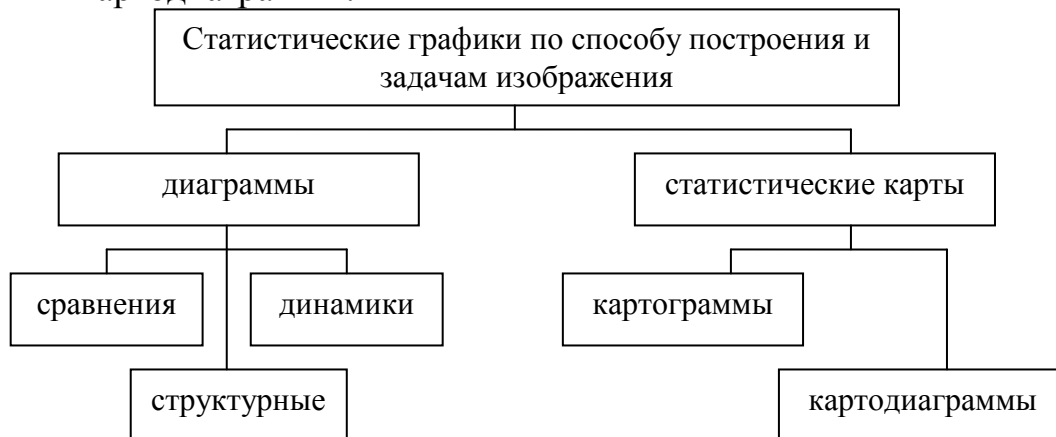 Статистические графики по способу построения и
задачам изображения
диаграммы
статистические карты
сравнения
динамики
картограммы
структурные
картодиаграммы